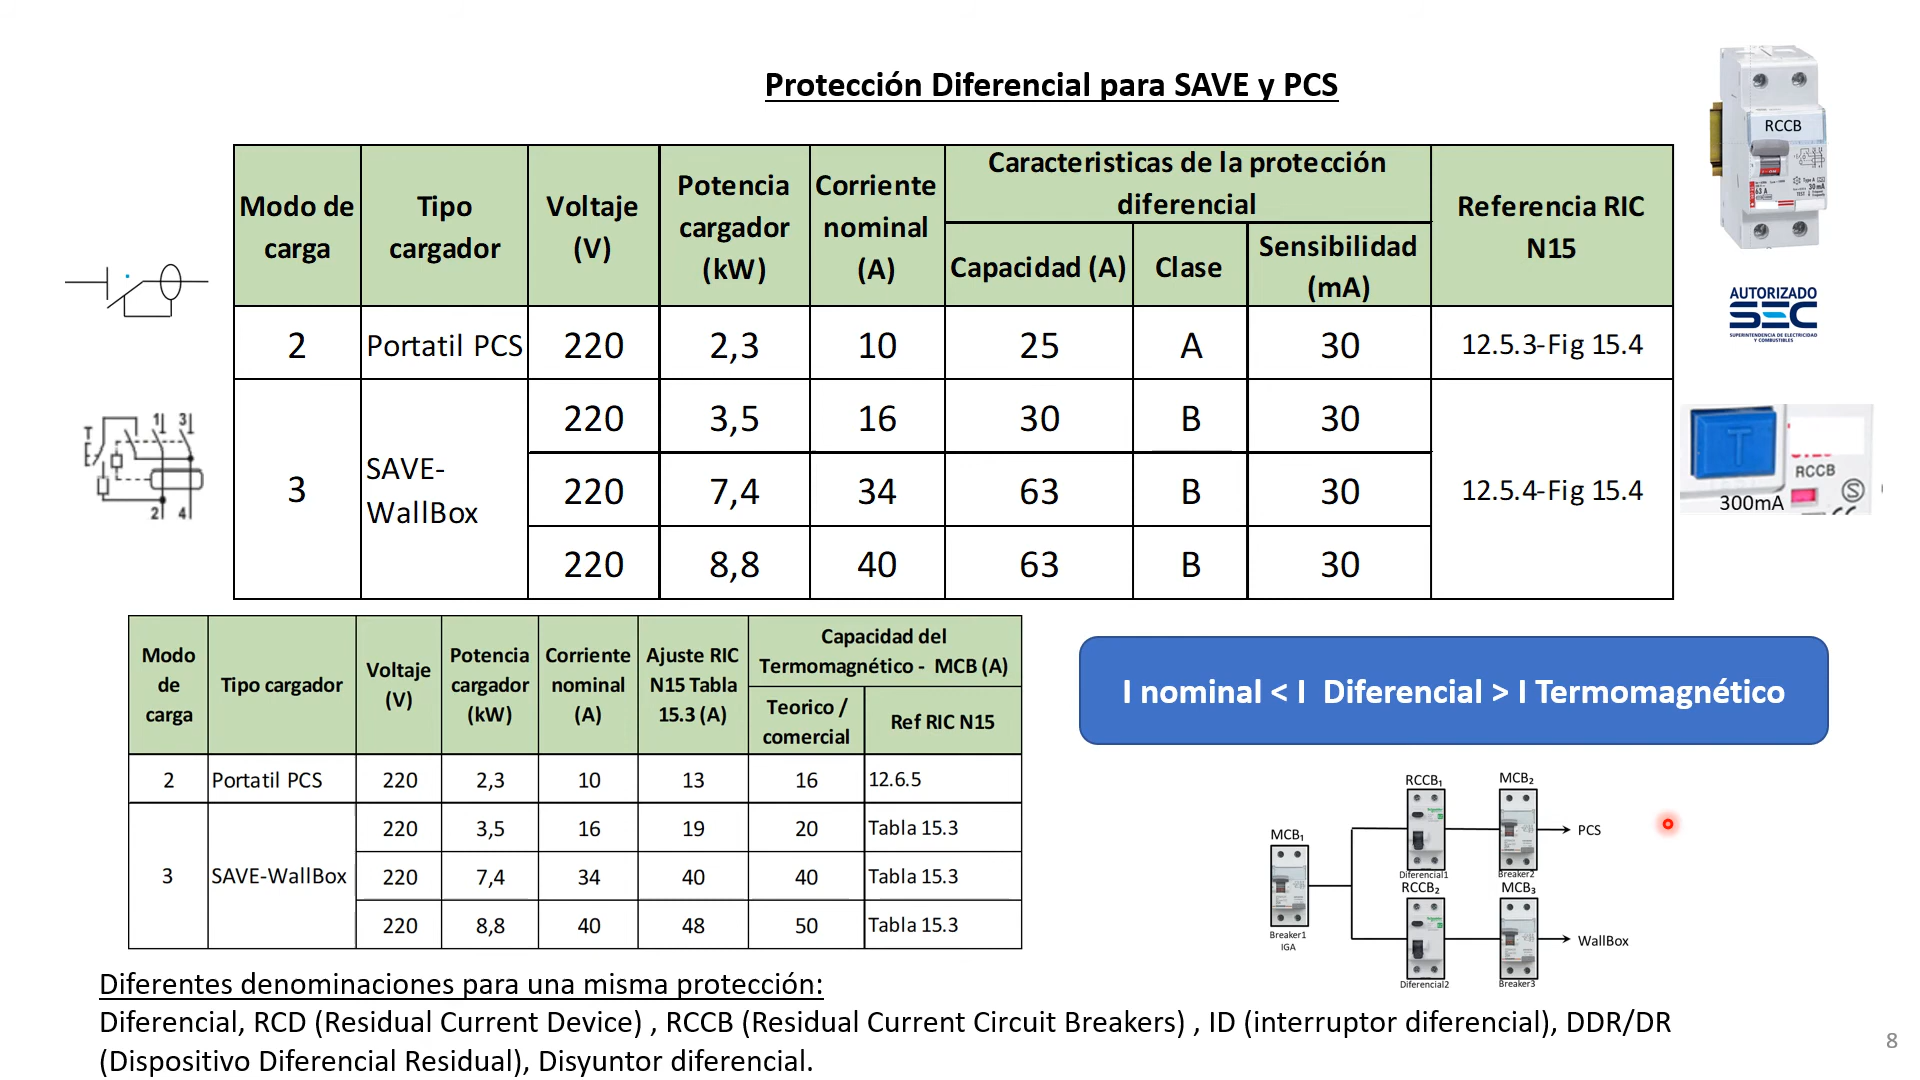 Protección Diferencial para SAVE y PCS
Modo de carga
Tipo cargador
Voltaje (V)
Potencia cargador (kW)
Corriente nominal (A)
Caracteristicas de la protección diferencial
Capacidad (A)
Clase
Sensibilidad (mA)
Referencia RIC N15
2
Portatil PCS
220
2,3
10
25
A
30
12.5.3-Fig 15.4
3
SAVE-WallBox
220
3,5
16
30
B
30
12.5.4-Fig 15.4
220
7,4
34
63
B
30
220
8,8
40
63
B
30
RCCB
63 A
30 mA
AUTORIZADO
SEC
SUPERINTENDENCIA DE ELECTRICIDAD
Y COMBUSTIBLES
T
RCCB
S
300mA
T
E
1
3
2
4
Modo de carga
Tipo cargador
Voltaje (V)
Potencia cargador (kW)
Corriente nominal (A)
Ajuste RIC N15 Tabla 15.3 (A)
Capacidad del Termomagnético - MCB (A)
Teorico / comercial
Ref RIC N15
2
Portatil PCS
220
2,3
10
13
16
12.6.5
3
SAVE-WallBox
220
3,5
16
19
20
Tabla 15.3
220
7,4
34
40
40
Tabla 15.3
220
8,8
40
48
50
Tabla 15.3
I nominal < I Diferencial > I Termomagnético
MCB₁
Breaker1
IGA
RCCB₁
Diferencial1
MCB₂
Breaker2
PCS
RCCB₂
Diferencial2
MCB₃
Breaker3
WallBox
Diferentes denominaciones para una misma protección:
Diferencial, RCD (Residual Current Device) , RCCB (Residual Current Circuit Breakers) , ID (interruptor diferencial), DDR/DR
(Dispositivo Diferencial Residual), Disyuntor diferencial.
8